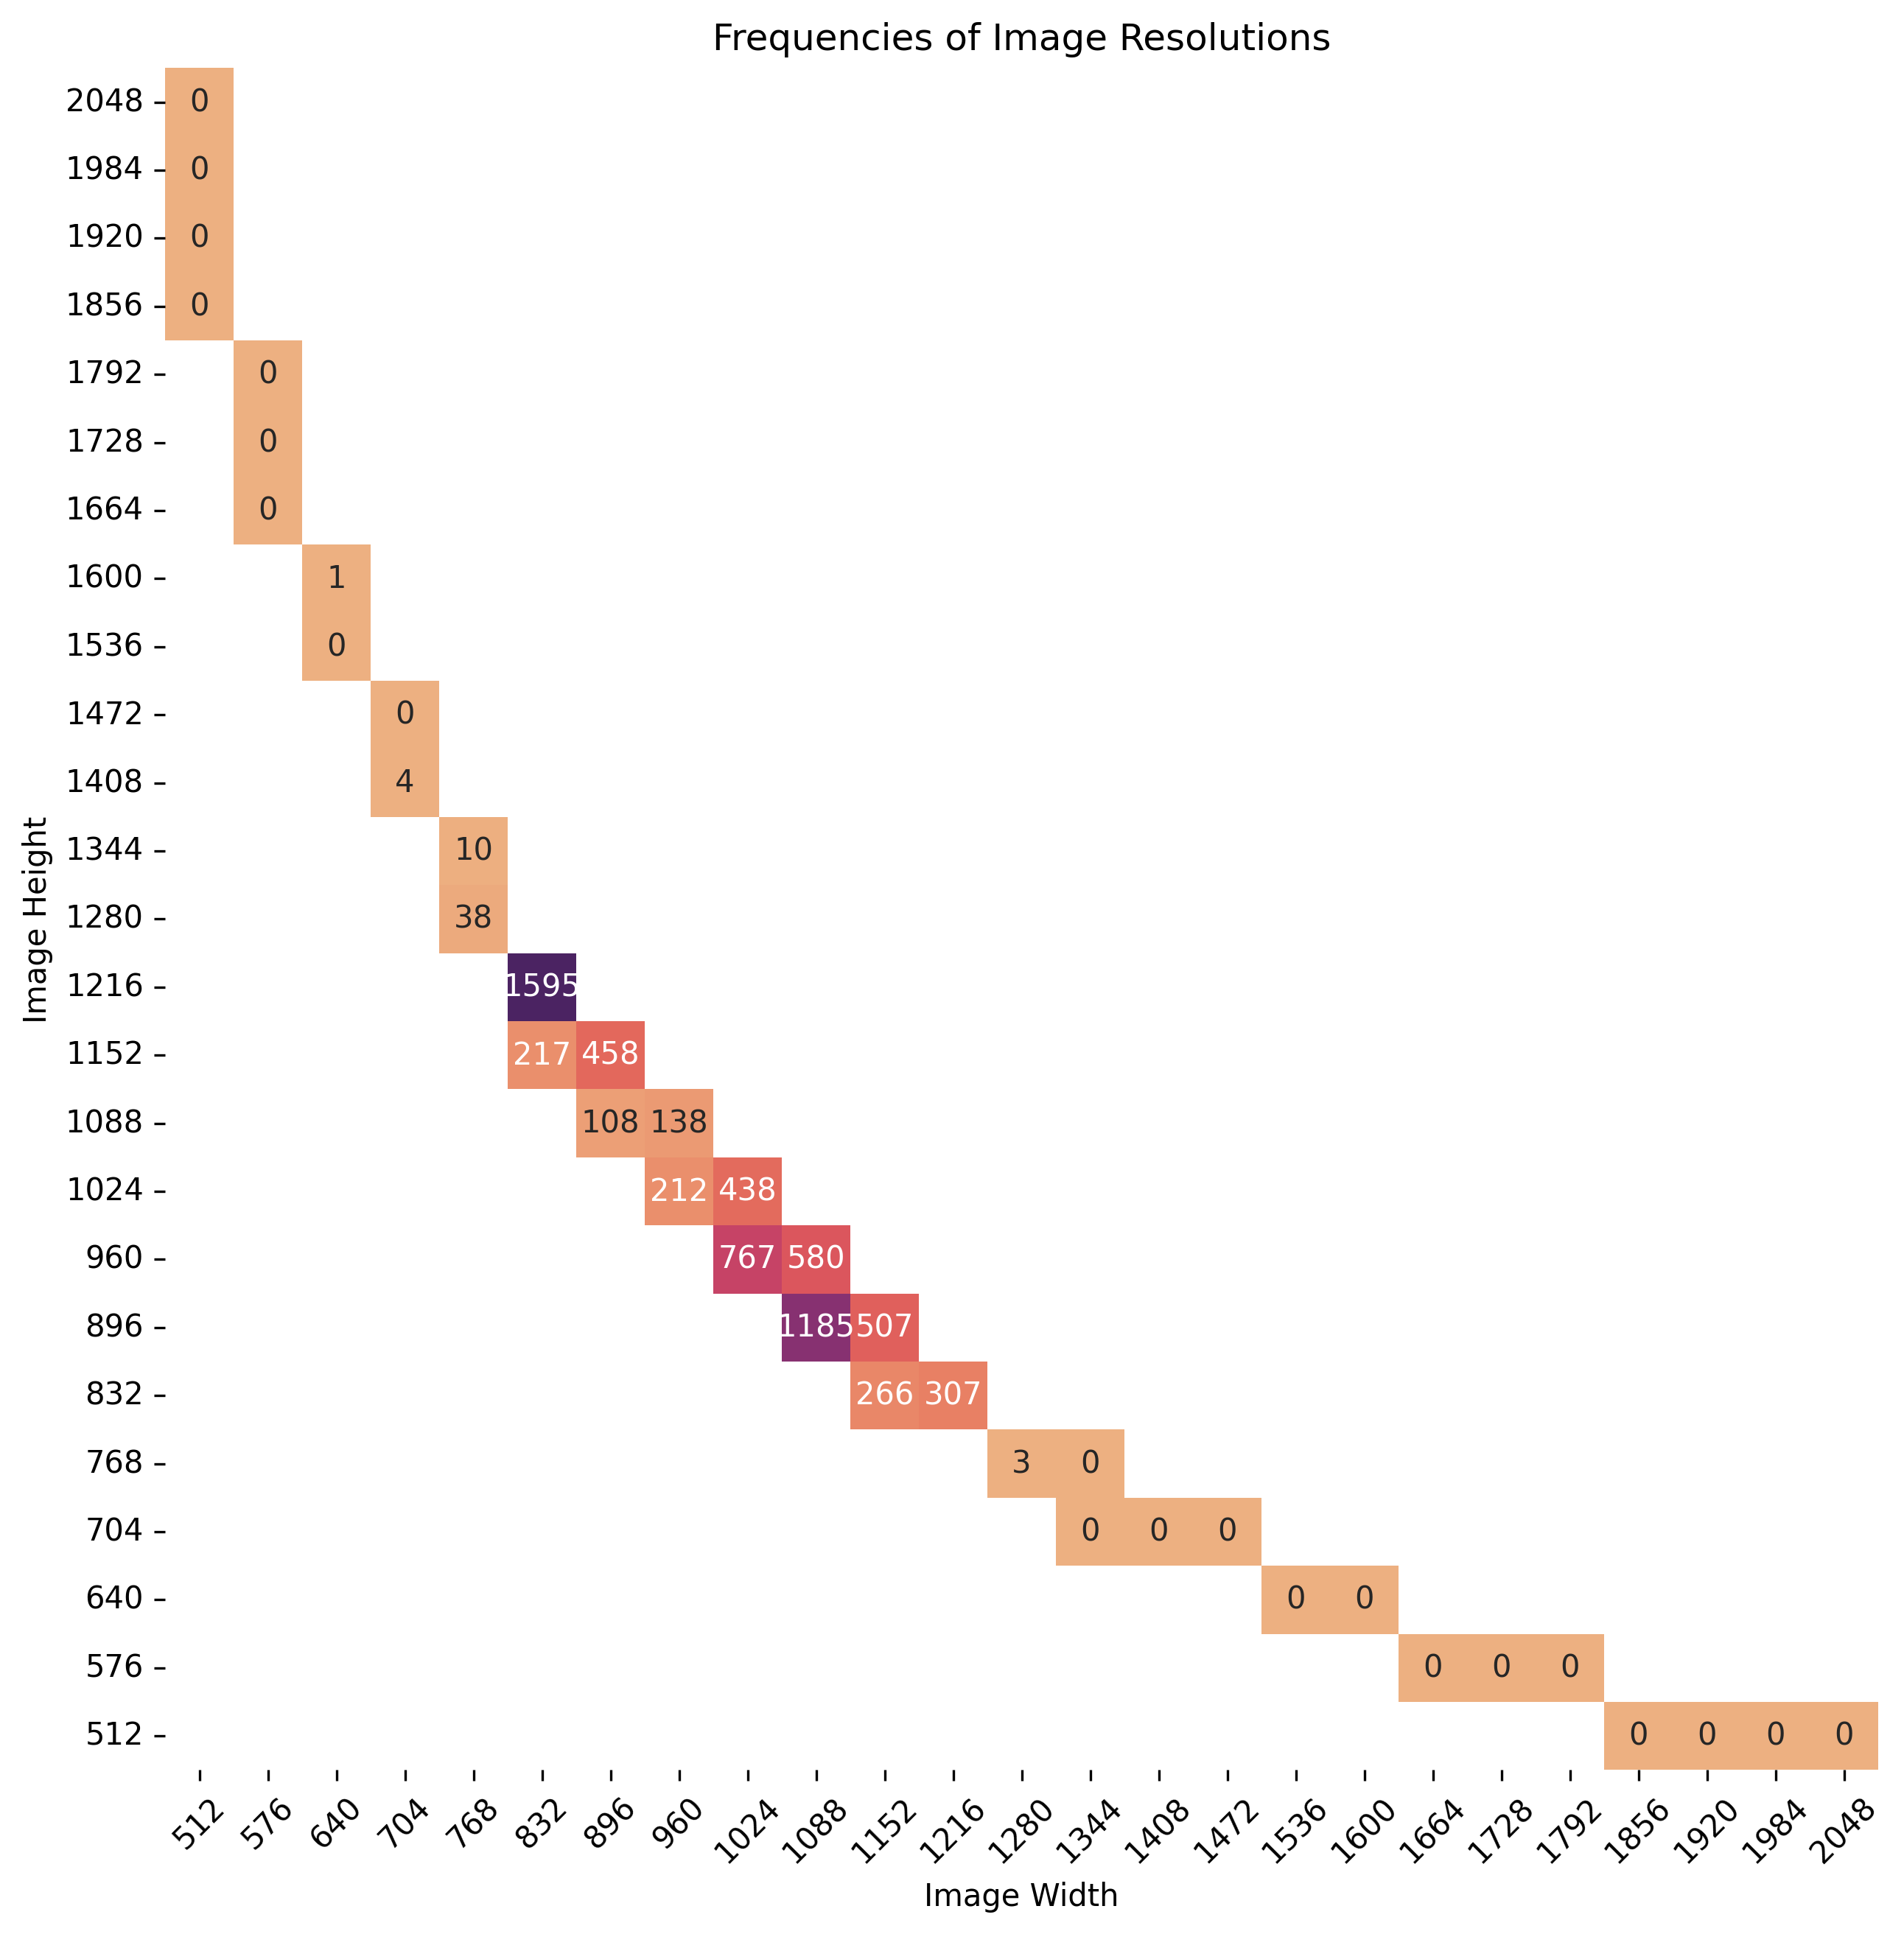 Frequencies of Image Resolutions
2048 0
1984 0
1920 0
1856 0
1792 0
1728 0
1664 0
1600 1
1536 0
1472 0
1408 4
1344 10
1280 38
1216 1595
1152 217 458
1088 108 138
1024 212 438
960 767 580
896 1185 507
832 266 307
768 3 0
704 0 0 0
640 0 0
576 0 0 0
512 0 0 0 0
Image Height
512 576 640 704 768 832 896 960 1024 1088 1152 1216 1280 1344 1408 1472 1536 1600 1664 1728 1792 1856 1920 1984 2048
Image Width